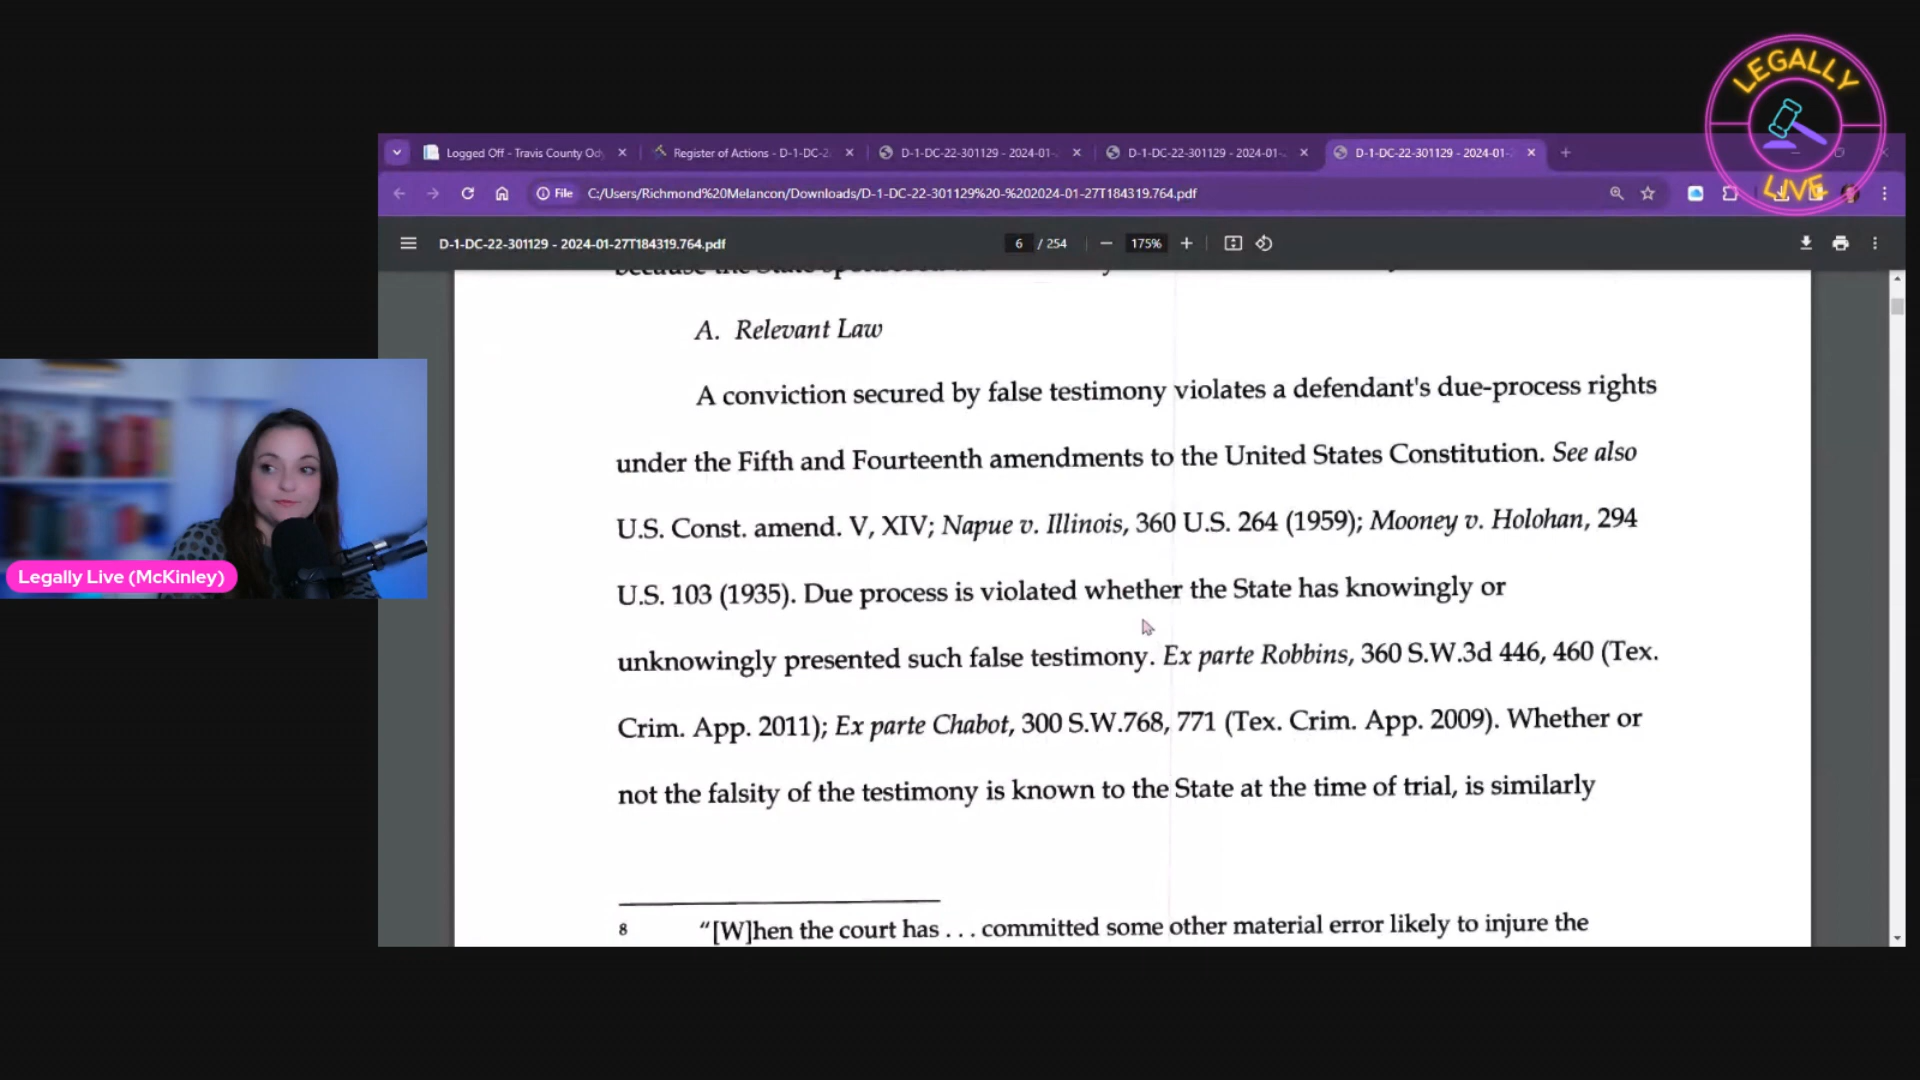 LEGALLY
LIVE
Logged Off - Travis County Ody
Register of Actions - D-1-DC-2
D-1-DC-22-301129 - 2024-01-
D-1-DC-22-301129 - 2024-01-
D-1-DC-22-301129 - 2024-01-
File C:/Users/Richmond%20Melancon/Downloads/D-1-DC-22-301129%20-%202024-01-27T184319.764.pdf
D-1-DC-22-301129 - 2024-01-27T184319.764.pdf 6 / 254 175%
because the State sponsored
A. Relevant Law
A conviction secured by false testimony violates a defendant's due-process rights
under the Fifth and Fourteenth amendments to the United States Constitution. See also
U.S. Const. amend. V, XIV; Napue v. Illinois, 360 U.S. 264 (1959); Mooney v. Holohan, 294
U.S. 103 (1935). Due process is violated whether the State has knowingly or
unknowingly presented such false testimony. Ex parte Robbins, 360 S.W.3d 446, 460 (Tex.
Crim. App. 2011); Ex parte Chabot, 300 S.W.768, 771 (Tex. Crim. App. 2009). Whether or
not the falsity of the testimony is known to the State at the time of trial, is similarly
8 “[W]hen the court has . . . committed some other material error likely to injure the
Legally Live (McKinley)